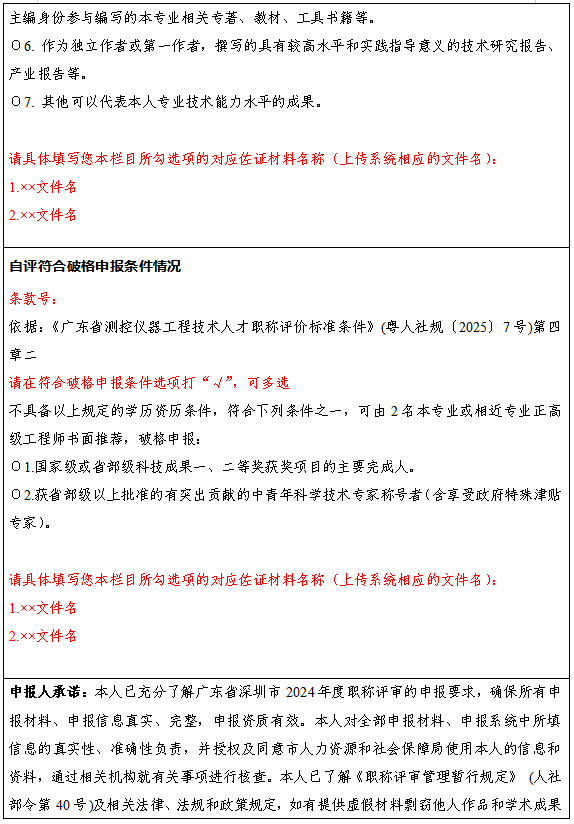 主编身份参与编写的本专业相关专著、教材、工具书籍等。
O6. 作为独立作者或第一作者，撰写的具有较高水平和实践指导意义的技术研究报告、
产业报告等。
O7. 其他可以代表本人专业技术能力水平的成果。
请具体填写您本栏目所勾选项的对应佐证材料名称（上传系统相应的文件名）：
1.××文件名
2.××文件名
自评符合破格申报条件情况
条款号：
依据：《广东省测控仪器工程技术人才职称评价标准条件》(粤人社规〔2025〕7号)第四
章二
请在符合破格申报条件选项打“√”，可多选
不具备以上规定的学历资历条件，符合下列条件之一，可由2名本专业或相近专业正高
级工程师书面推荐，破格申报：
O1.国家级或省部级科技成果一、二等奖获奖项目的主要完成人。
O2.获省部级以上批准的有突出贡献的中青年科学技术专家称号者（含享受政府特殊津贴
专家）。
请具体填写您本栏目所勾选项的对应佐证材料名称（上传系统相应的文件名）：
1.××文件名
2.××文件名
申报人承诺：本人已充分了解广东省深圳市2024年度职称评审的申报要求，确保所有申
报材料、申报信息真实、完整，申报资质有效。本人对全部申报材料、申报系统中所填
信息的真实性、准确性负责，并授权及同意市人力资源和社会保障局使用本人的信息和
资料，通过相关机构就有关事项进行核查。本人已了解《职称评审管理暂行规定》（人社
部令第40号)及相关法律、法规和政策规定，如有提供虚假材料剽窃他人作品和学术成果